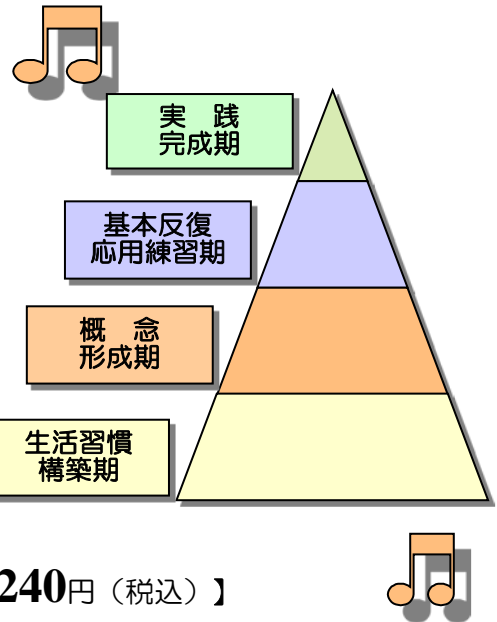 実　践
完成期
基本反復
応用練習期
概　念
形成期
生活習慣
構築期
240円（税込）】